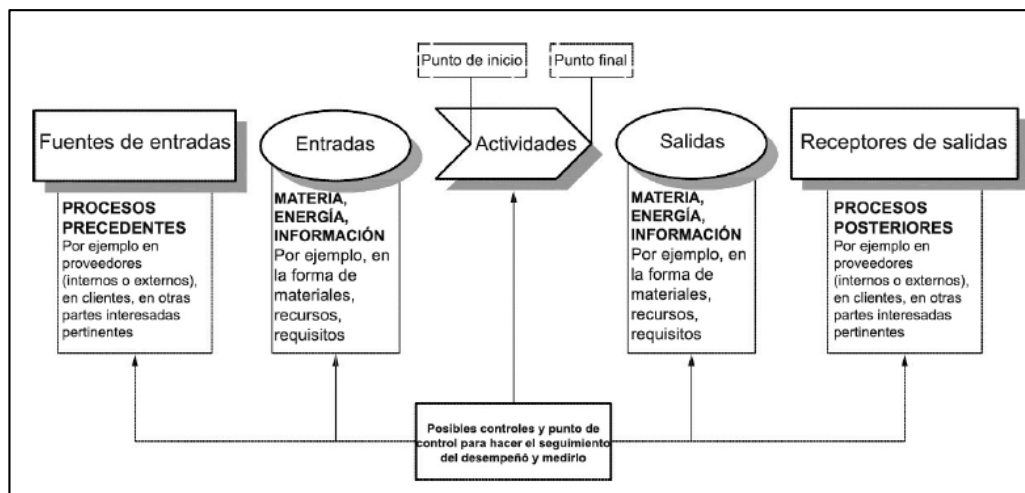 Punto de inicio
Punto final
Fuentes de entradas
Entradas
Actividades
Salidas
Receptores de salidas
PROCESOS
PRECEDENTES
Por ejemplo en
proveedores
(internos o externos),
en clientes, en otras
partes interesadas
pertinentes
MATERIA,
ENERGÍA,
INFORMACIÓN
Por ejemplo, en
la forma de
materiales,
recursos,
requisitos
MATERIA,
ENERGÍA,
INFORMACIÓN
Por ejemplo, en
la forma de
materiales,
recursos,
requisitos
PROCESOS
POSTERIORES
Por ejemplo en
proveedores
(internos o externos),
en clientes, en otras
partes interesadas
pertinentes
Posibles controles y punto de
control para hacer el seguimiento
del desempeñó y medirlo